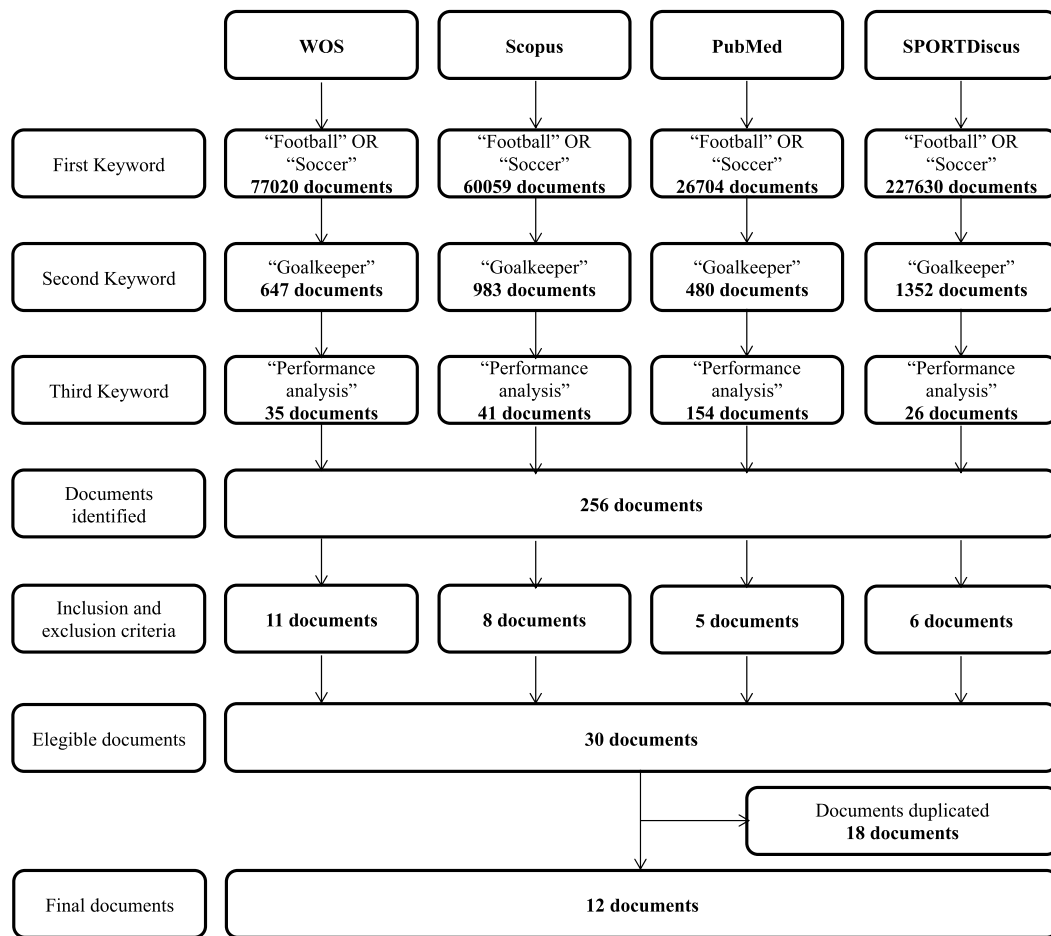 WOS
Scopus
PubMed
SPORTDiscus
First Keyword
“Football” OR
“Soccer”
77020 documents
“Football” OR
“Soccer”
60059 documents
“Football” OR
“Soccer”
26704 documents
“Football” OR
“Soccer”
227630 documents
Second Keyword
“Goalkeeper”
647 documents
“Goalkeeper”
983 documents
“Goalkeeper”
480 documents
“Goalkeeper”
1352 documents
Third Keyword
“Performance
analysis”
35 documents
“Performance
analysis”
41 documents
“Performance
analysis”
154 documents
“Performance
analysis”
26 documents
Documents
identified
256 documents
Inclusion and
exclusion criteria
11 documents
8 documents
5 documents
6 documents
Elegible documents
30 documents
Documents duplicated
18 documents
Final documents
12 documents